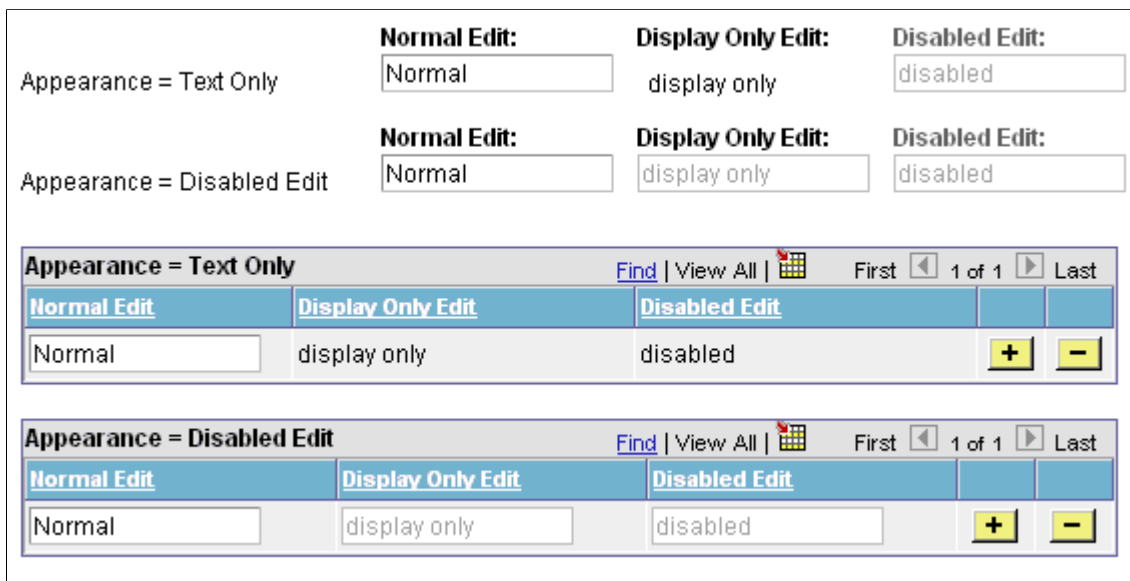 Normal Edit: Display Only Edit: Disabled Edit:
Appearance = Text Only Normal display only disabled
Normal Edit: Display Only Edit: Disabled Edit:
Appearance = Disabled Edit Normal display only disabled
Appearance = Text Only Find | View All | First 1 of 1 Last
Normal Edit Display Only Edit Disabled Edit
Normal display only disabled + −
Appearance = Disabled Edit Find | View All | First 1 of 1 Last
Normal Edit Display Only Edit Disabled Edit
Normal display only disabled + −